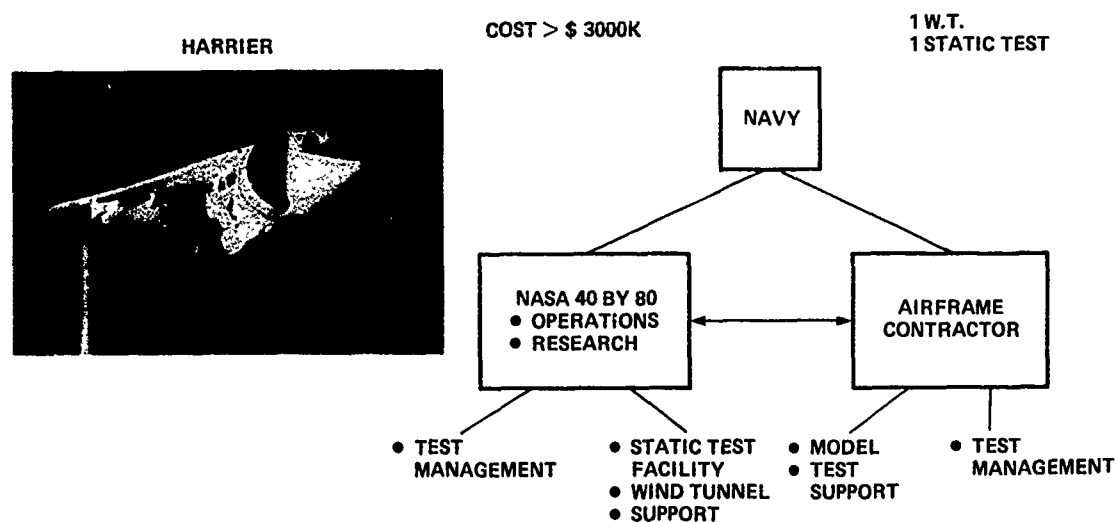 HARRIER
COST > $ 3000K
1 W.T.
1 STATIC TEST
NAVY
NASA 40 BY 80
● OPERATIONS
● RESEARCH
AIRFRAME
CONTRACTOR
● TEST
MANAGEMENT
● STATIC TEST
FACILITY
● WIND TUNNEL
● SUPPORT
● MODEL
● TEST
SUPPORT
● TEST
MANAGEMENT